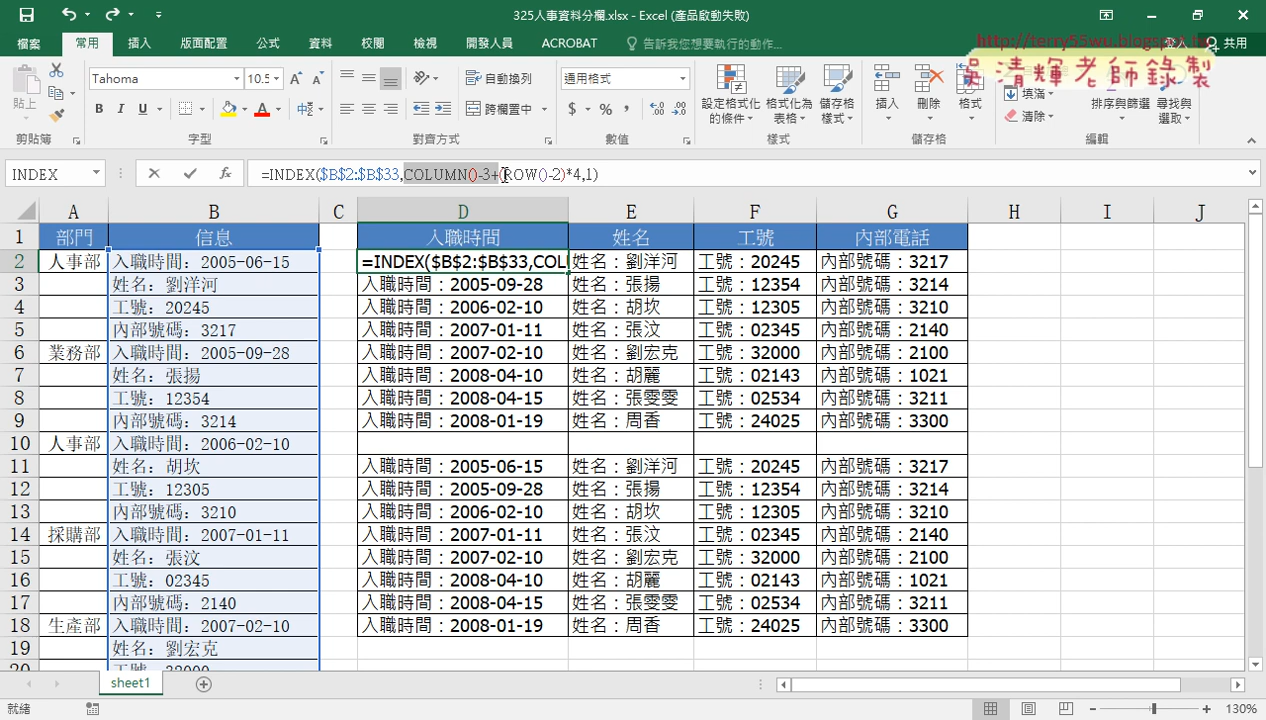 325人事資料分欄.xlsx - Excel (產品啟動失敗)
http://terry55wu.blogspot.tw
檔案 常用 插入 版面配置 公式 資料 校閱 檢視 開發人員 ACROBAT 告訴我您想要執行的動作... 登入 共用
吳清輝老師錄製
貼上 Tahoma 10.5 A A 自動換列 通用格式 設定格式化的條件 格式化為表格 儲存格樣式 插入 刪除 格式 填滿 清除 排序與篩選 尋找與選取
B I U A 中 跨欄置中 $ % ,
剪貼簿 字型 對齊方式 數值 樣式 儲存格 編輯
INDEX fx =INDEX($B$2:$B$33,COLUMN()-3+(ROW()-2)*4,1)
A B C D E F G H I J
1 部門 信息 入職時間 姓名 工號 內部電話
2 人事部 入職時間：2005-06-15 =INDEX($B$2:$B$33,COLU 姓名：劉洋河 工號：20245 內部號碼：3217
3 姓名：劉洋河 入職時間：2005-09-28 姓名：張揚 工號：12354 內部號碼：3214
4 工號：20245 入職時間：2006-02-10 姓名：胡坎 工號：12305 內部號碼：3210
5 內部號碼：3217 入職時間：2007-01-11 姓名：張汶 工號：02345 內部號碼：2140
6 業務部 入職時間：2005-09-28 入職時間：2007-02-10 姓名：劉宏克 工號：32000 內部號碼：2100
7 姓名：張揚 入職時間：2008-04-10 姓名：胡麗 工號：02143 內部號碼：1021
8 工號：12354 入職時間：2008-04-15 姓名：張雯雯 工號：02534 內部號碼：3211
9 內部號碼：3214 入職時間：2008-01-19 姓名：周香 工號：24025 內部號碼：3300
10 人事部 入職時間：2006-02-10
11 姓名：胡坎 入職時間：2005-06-15 姓名：劉洋河 工號：20245 內部號碼：3217
12 工號：12305 入職時間：2005-09-28 姓名：張揚 工號：12354 內部號碼：3214
13 內部號碼：3210 入職時間：2006-02-10 姓名：胡坎 工號：12305 內部號碼：3210
14 採購部 入職時間：2007-01-11 入職時間：2007-01-11 姓名：張汶 工號：02345 內部號碼：2140
15 姓名：張汶 入職時間：2007-02-10 姓名：劉宏克 工號：32000 內部號碼：2100
16 工號：02345 入職時間：2008-04-10 姓名：胡麗 工號：02143 內部號碼：1021
17 內部號碼：2140 入職時間：2008-04-15 姓名：張雯雯 工號：02534 內部號碼：3211
18 生產部 入職時間：2007-02-10 入職時間：2008-01-19 姓名：周香 工號：24025 內部號碼：3300
19 姓名：劉宏克
20 工號：32000
sheet1
就緒 130%